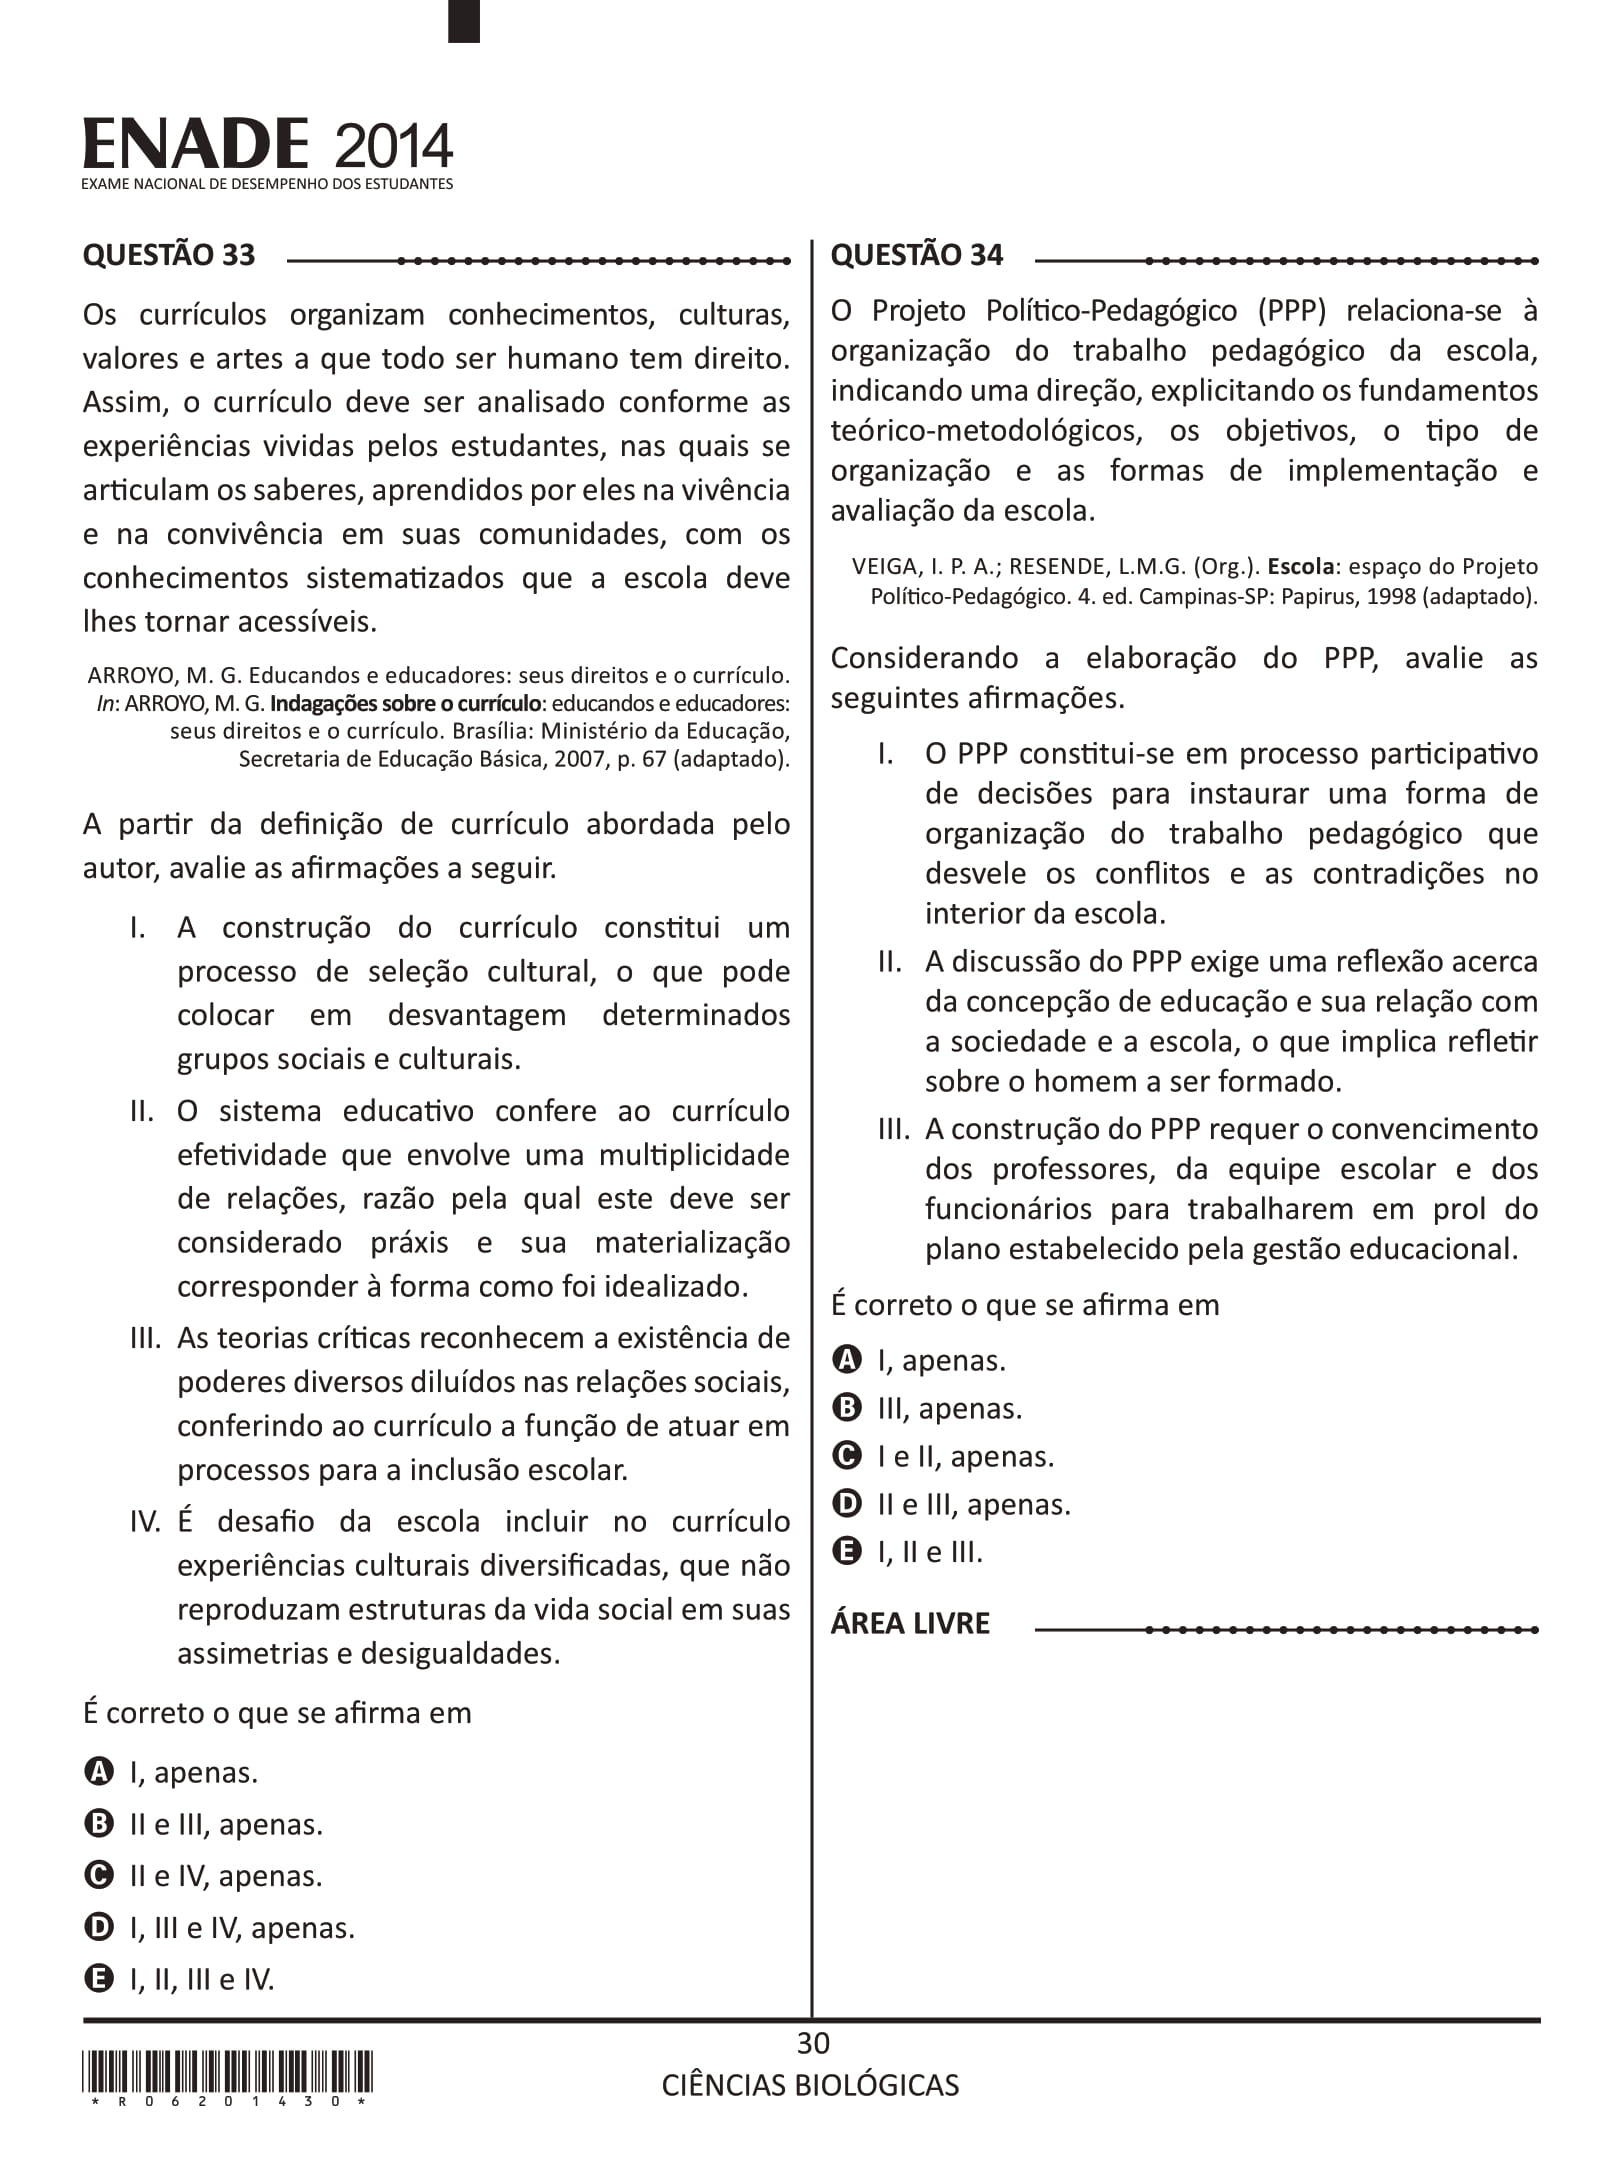 ENADE 2014
EXAME NACIONAL DE DESEMPENHO DOS ESTUDANTES
QUESTÃO 33
Os currículos organizam conhecimentos, culturas,
valores e artes a que todo ser humano tem direito.
Assim, o currículo deve ser analisado conforme as
experiências vividas pelos estudantes, nas quais se
articulam os saberes, aprendidos por eles na vivência
e na convivência em suas comunidades, com os
conhecimentos sistematizados que a escola deve
lhes tornar acessíveis.
ARROYO, M. G. Educandos e educadores: seus direitos e o currículo.
In: ARROYO, M. G. Indagações sobre o currículo: educandos e educadores:
seus direitos e o currículo. Brasília: Ministério da Educação,
Secretaria de Educação Básica, 2007, p. 67 (adaptado).
A partir da definição de currículo abordada pelo
autor, avalie as afirmações a seguir.
I. A construção do currículo constitui um
processo de seleção cultural, o que pode
colocar em desvantagem determinados
grupos sociais e culturais.
II. O sistema educativo confere ao currículo
efetividade que envolve uma multiplicidade
de relações, razão pela qual este deve ser
considerado práxis e sua materialização
corresponder à forma como foi idealizado.
III. As teorias críticas reconhecem a existência de
poderes diversos diluídos nas relações sociais,
conferindo ao currículo a função de atuar em
processos para a inclusão escolar.
IV. É desafio da escola incluir no currículo
experiências culturais diversificadas, que não
reproduzam estruturas da vida social em suas
assimetrias e desigualdades.
É correto o que se afirma em
A I, apenas.
B II e III, apenas.
C II e IV, apenas.
D I, III e IV, apenas.
E I, II, III e IV.
QUESTÃO 34
O Projeto Político-Pedagógico (PPP) relaciona-se à
organização do trabalho pedagógico da escola,
indicando uma direção, explicitando os fundamentos
teórico-metodológicos, os objetivos, o tipo de
organização e as formas de implementação e
avaliação da escola.
VEIGA, I. P. A.; RESENDE, L.M.G. (Org.). Escola: espaço do Projeto
Político-Pedagógico. 4. ed. Campinas-SP: Papirus, 1998 (adaptado).
Considerando a elaboração do PPP, avalie as
seguintes afirmações.
I. O PPP constitui-se em processo participativo
de decisões para instaurar uma forma de
organização do trabalho pedagógico que
desvele os conflitos e as contradições no
interior da escola.
II. A discussão do PPP exige uma reflexão acerca
da concepção de educação e sua relação com
a sociedade e a escola, o que implica refletir
sobre o homem a ser formado.
III. A construção do PPP requer o convencimento
dos professores, da equipe escolar e dos
funcionários para trabalharem em prol do
plano estabelecido pela gestão educacional.
É correto o que se afirma em
A I, apenas.
B III, apenas.
C I e II, apenas.
D II e III, apenas.
E I, II e III.
ÁREA LIVRE
30
CIÊNCIAS BIOLÓGICAS
*R06201430*